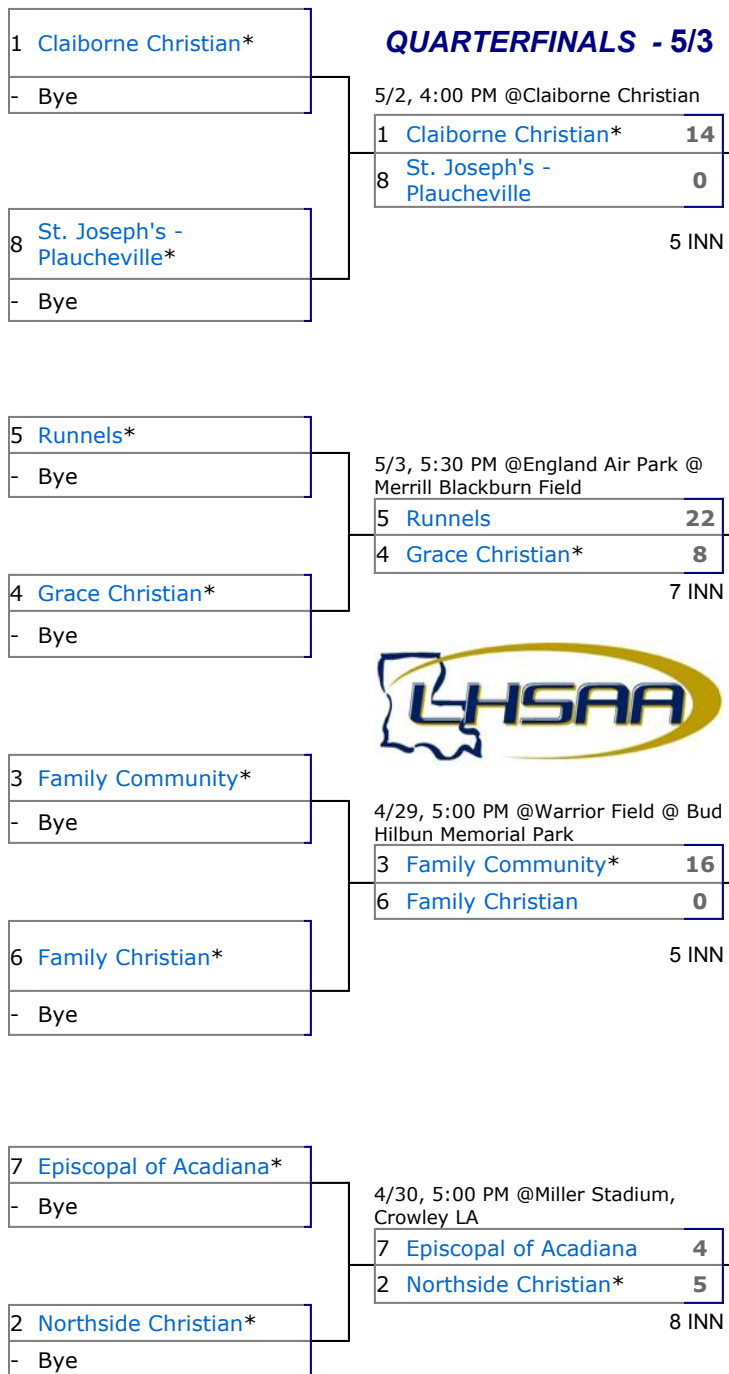 1 Claiborne Christian*
- Bye
8 St. Joseph's -
Plaucheville*
- Bye
5 Runnels*
- Bye
4 Grace Christian*
- Bye
3 Family Community*
- Bye
6 Family Christian*
- Bye
7 Episcopal of Acadiana*
- Bye
2 Northside Christian*
- Bye
QUARTERFINALS - 5/3
5/2, 4:00 PM @Claiborne Christian
1 Claiborne Christian* 14
8 St. Joseph's -
Plaucheville 0
5 INN
5/3, 5:30 PM @England Air Park @
Merrill Blackburn Field
5 Runnels 22
4 Grace Christian* 8
7 INN
LHSAA
4/29, 5:00 PM @Warrior Field @ Bud
Hilbun Memorial Park
3 Family Community* 16
6 Family Christian 0
5 INN
4/30, 5:00 PM @Miller Stadium,
Crowley LA
7 Episcopal of Acadiana 4
2 Northside Christian* 5
8 INN